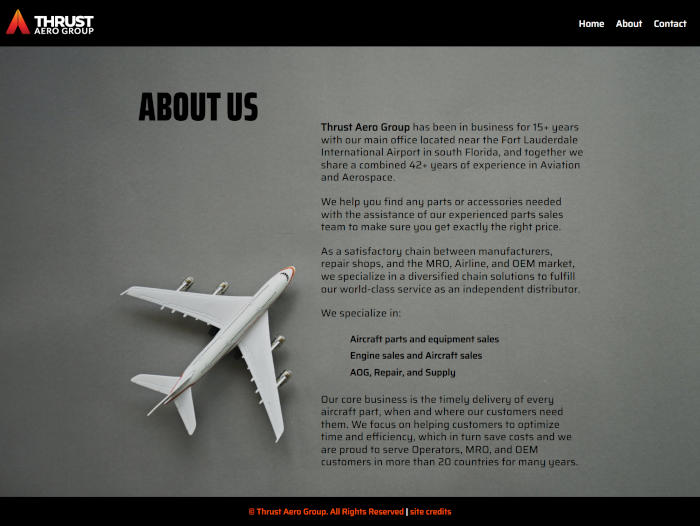 THRUST
AERO GROUP
Home About Contact
ABOUT US
Thrust Aero Group has been in business for 15+ years
with our main office located near the Fort Lauderdale
International Airport in south Florida, and together we
share a combined 42+ years of experience in Aviation
and Aerospace.
We help you find any parts or accessories needed
with the assistance of our experienced parts sales
team to make sure you get exactly the right price.
As a satisfactory chain between manufacturers,
repair shops, and the MRO, Airline, and OEM market,
we specialize in a diversified chain solutions to fulfill
our world-class service as an independent distributor.
We specialize in:
Aircraft parts and equipment sales
Engine sales and Aircraft sales
AOG, Repair, and Supply
Our core business is the timely delivery of every
aircraft part, when and where our customers need
them. We focus on helping customers to optimize
time and efficiency, which in turn save costs and we
are proud to serve Operators, MRO, and OEM
customers in more than 20 countries for many years.
© Thrust Aero Group. All Rights Reserved | site credits